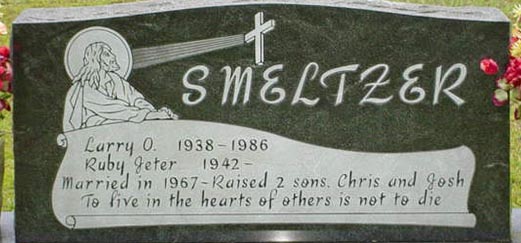 SMELTZER
Larry O. 1938-1986
Ruby Jeter 1942-
Married in 1967-Raised 2 sons. Chris and Josh
To live in the hearts of others is not to die